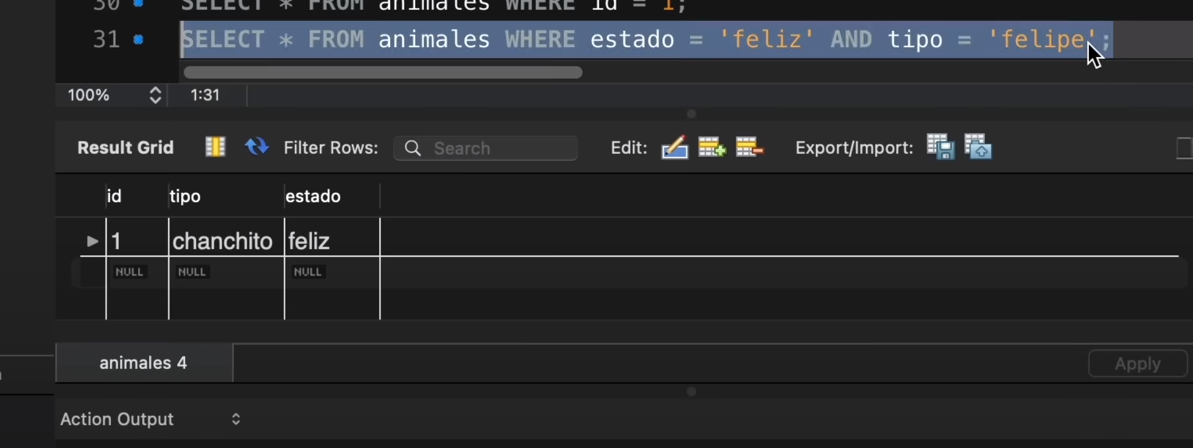 30 SELECT * FROM animales WHERE id = 1;
31 SELECT * FROM animales WHERE estado = 'feliz' AND tipo = 'felipe';
100% 1:31
Result Grid Filter Rows: Search Edit: Export/Import:
id tipo estado
1 chanchito feliz
NULL NULL NULL
animales 4 Apply
Action Output